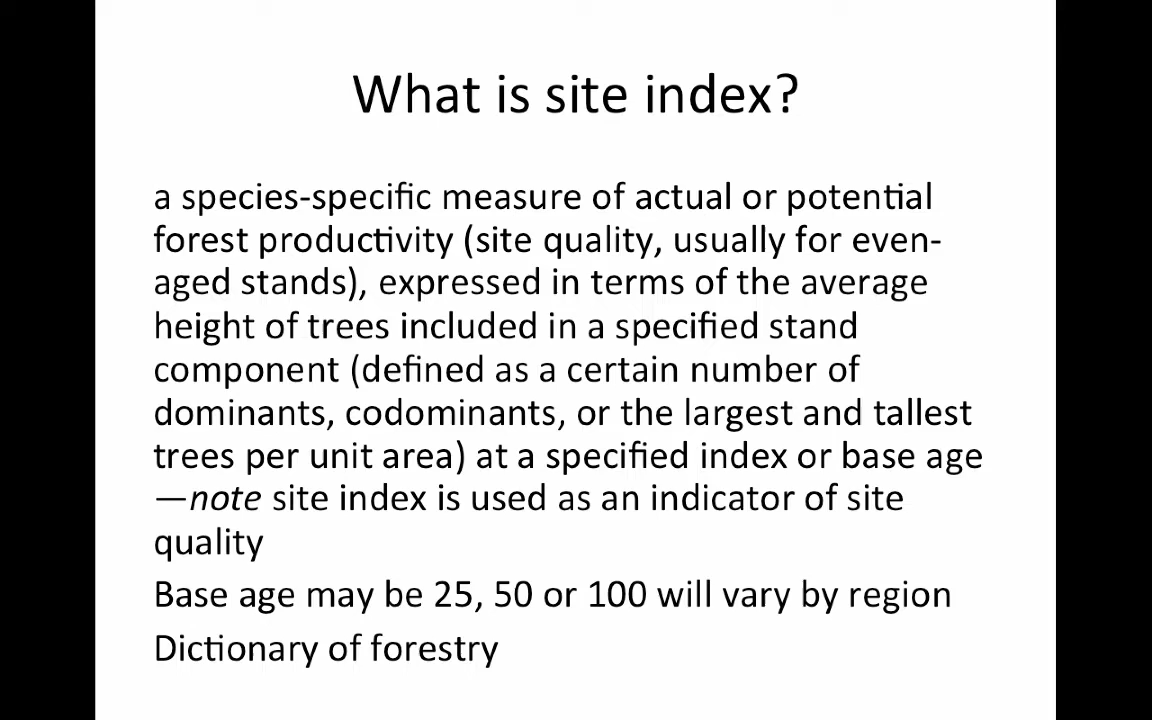 What is site index?
a species-specific measure of actual or potential
forest productivity (site quality, usually for even-
aged stands), expressed in terms of the average
height of trees included in a specified stand
component (defined as a certain number of
dominants, codominants, or the largest and tallest
trees per unit area) at a specified index or base age
—note site index is used as an indicator of site
quality
Base age may be 25, 50 or 100 will vary by region
Dictionary of forestry